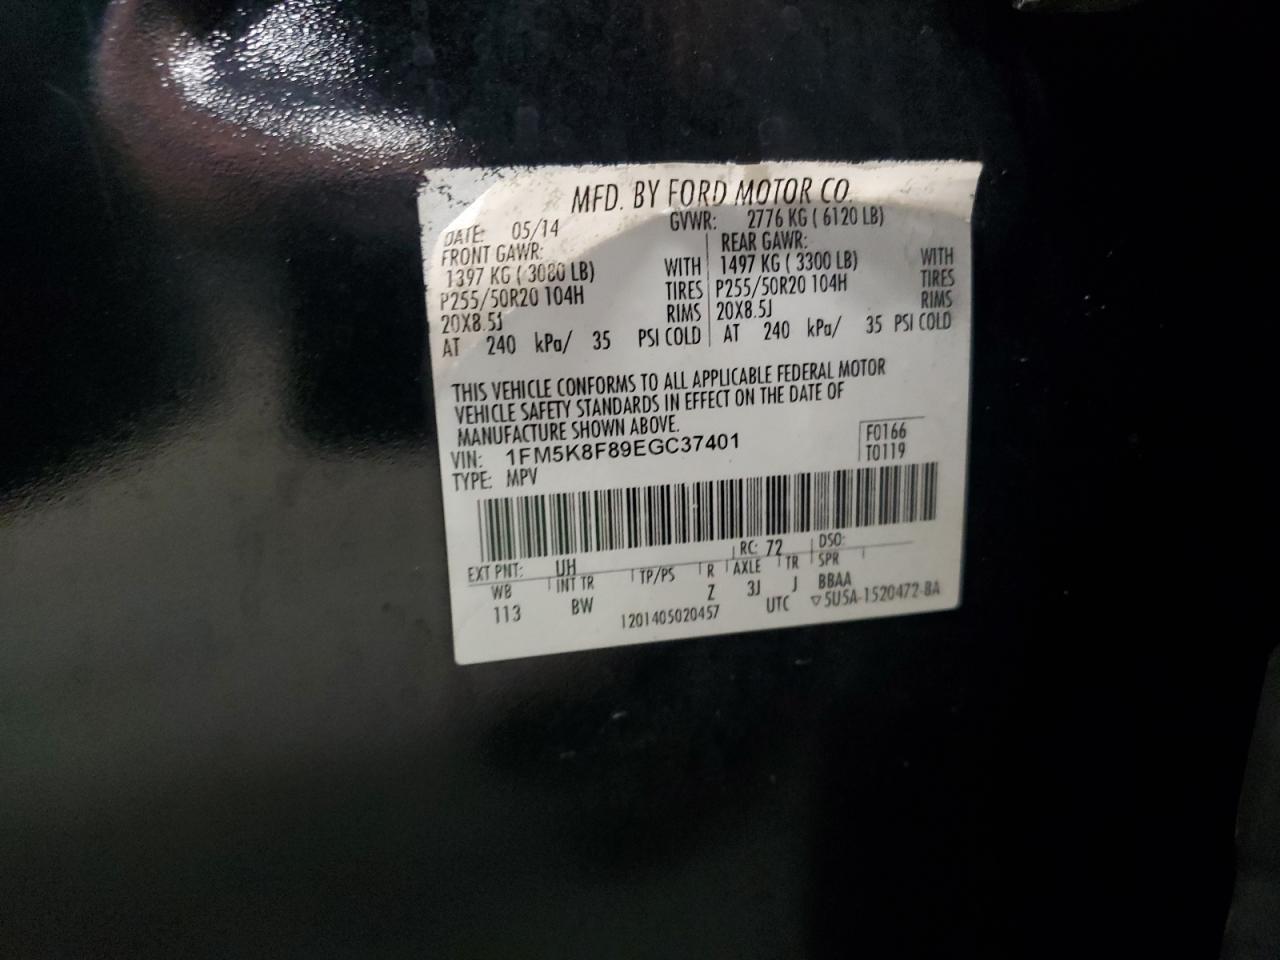 MFD. BY FORD MOTOR CO.
DATE: 05/14 GVWR: 2776 KG ( 6120 LB)
FRONT GAWR: REAR GAWR:
1397 KG ( 3080 LB) WITH 1497 KG ( 3300 LB) WITH
P255/50R20 104H TIRES P255/50R20 104H TIRES
20X8.5J RIMS 20X8.5J RIMS
AT 240 kPa/ 35 PSI COLD AT 240 kPa/ 35 PSI COLD
THIS VEHICLE CONFORMS TO ALL APPLICABLE FEDERAL MOTOR
VEHICLE SAFETY STANDARDS IN EFFECT ON THE DATE OF
MANUFACTURE SHOWN ABOVE.
VIN: 1FM5K8F89EGC37401 F0166
TYPE: MPV T0119
EXT PNT: UH RC: 72 DSO:
WB INT TR TP/PS R AXLE TR SPR
113 BW Z 3J J BBAA
1201405020457 UTC ▽5U5A-1520472-BA